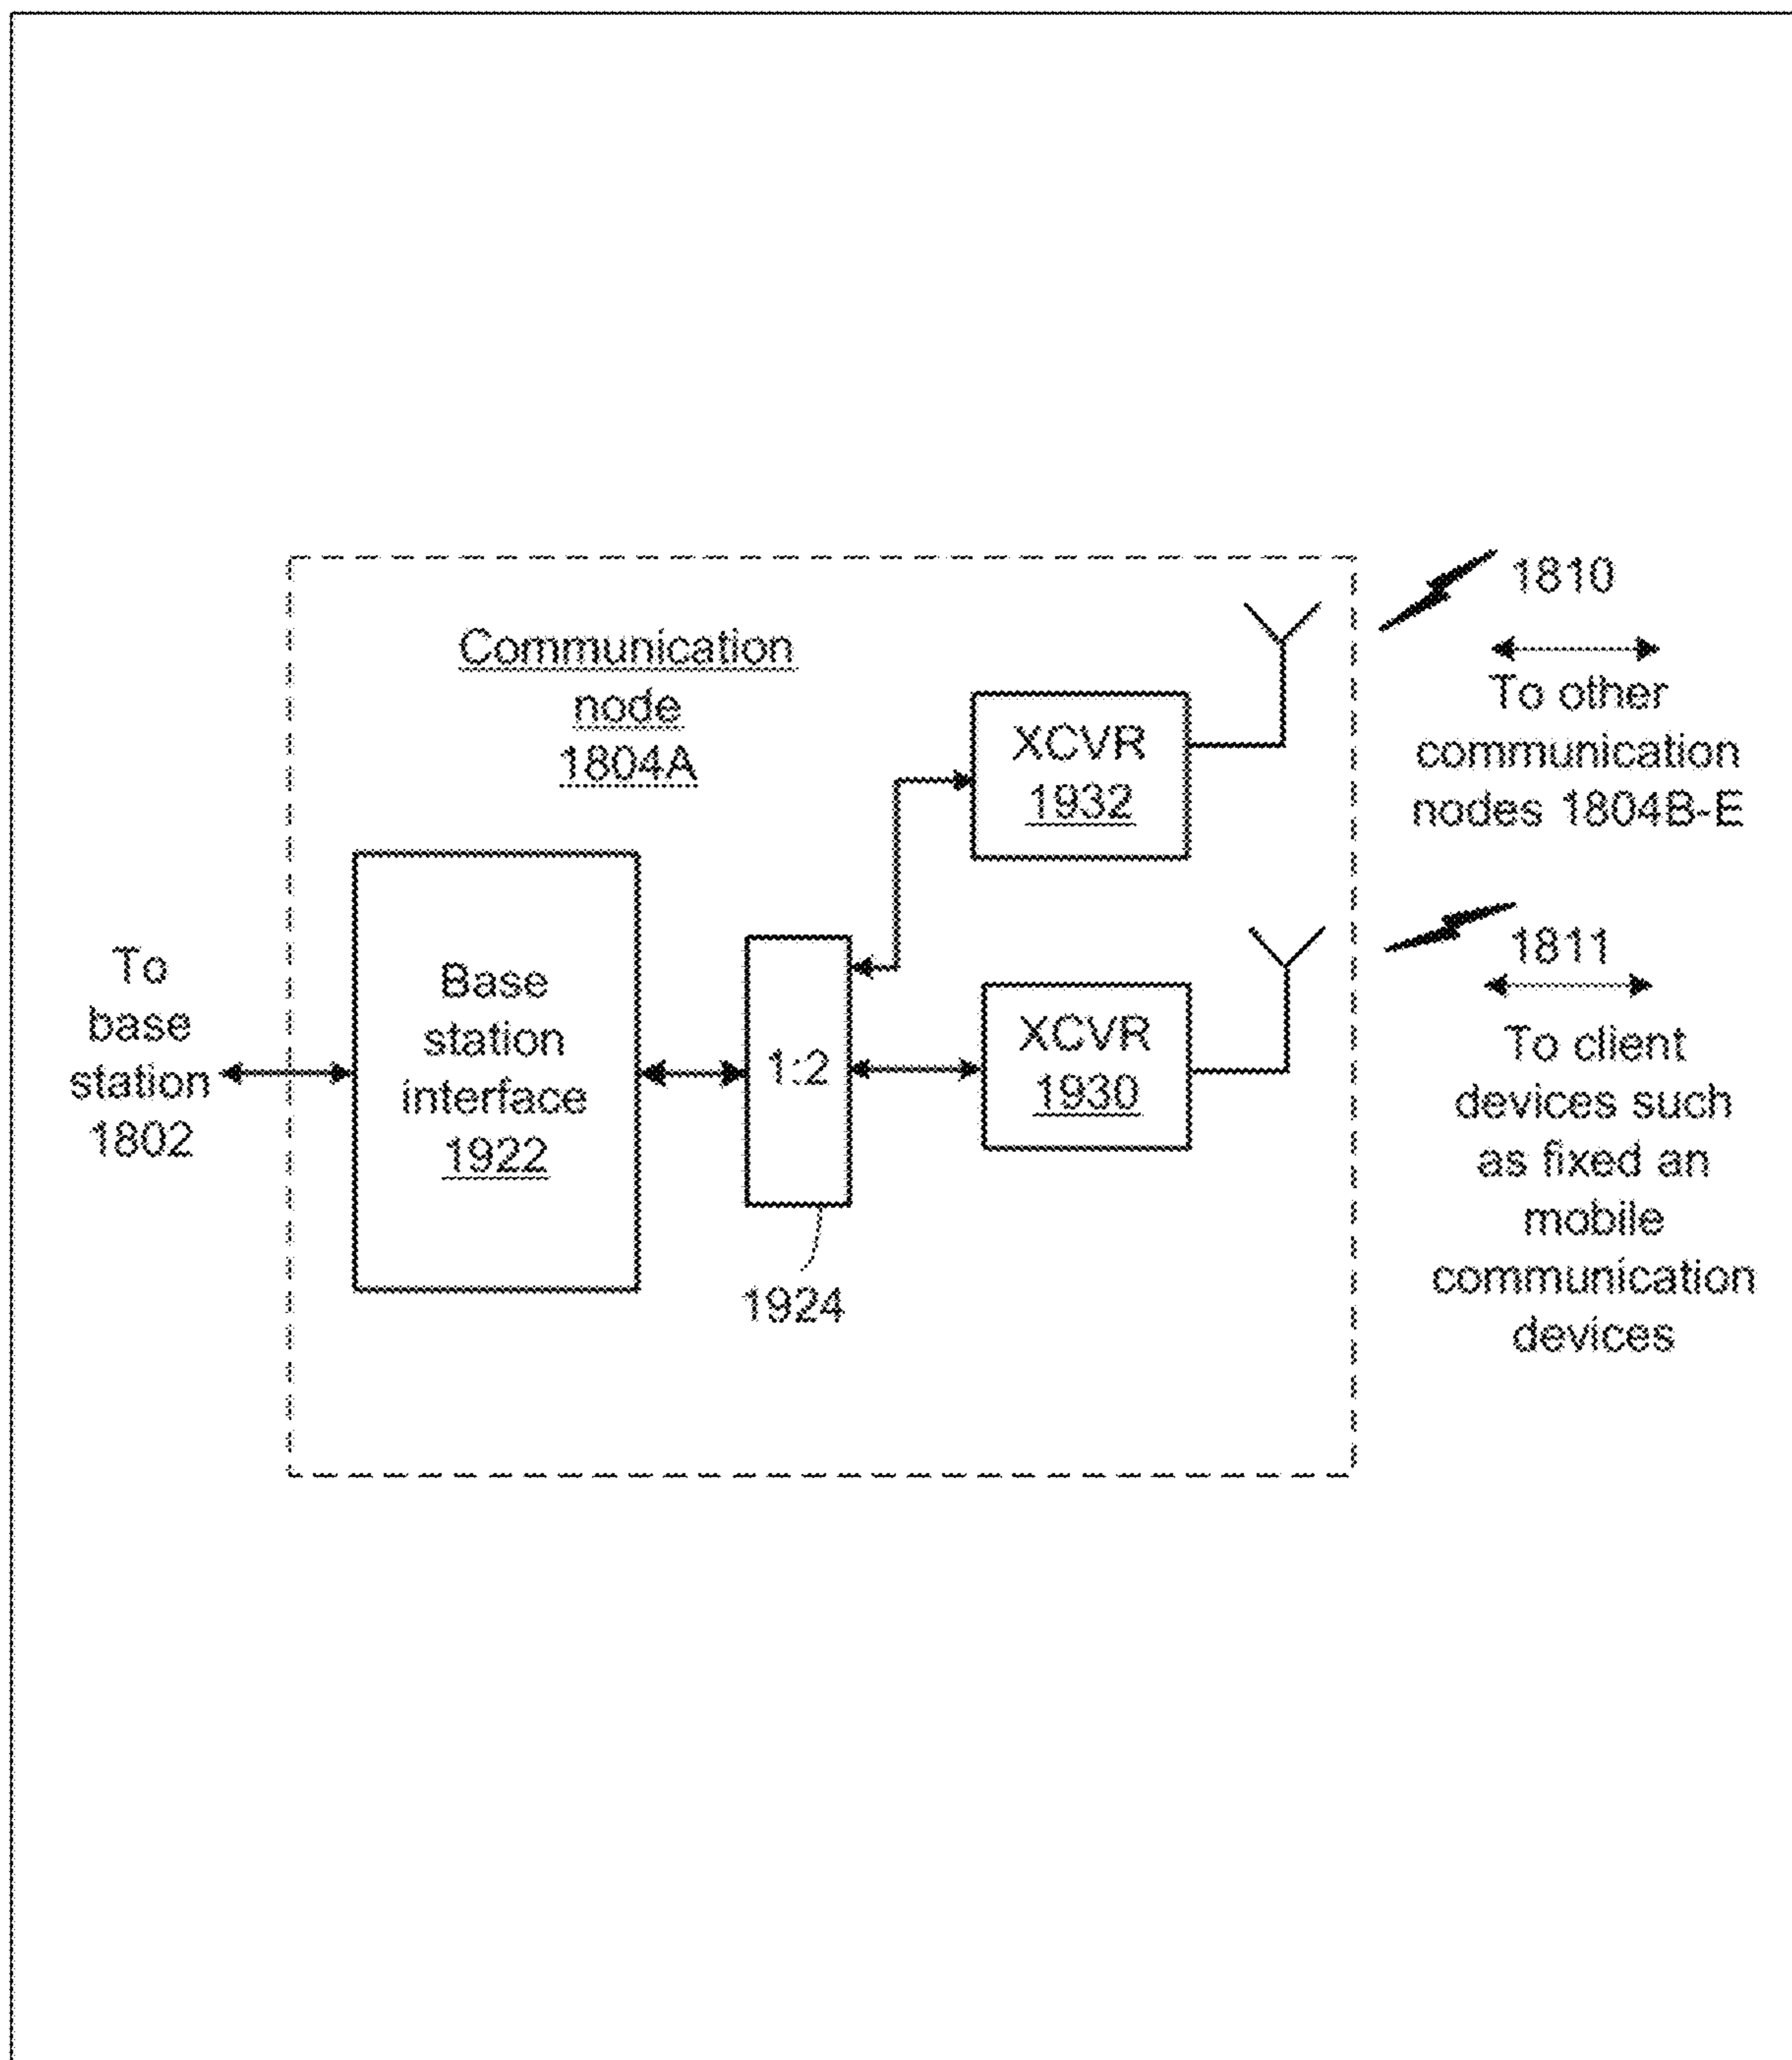 Communication
node
1804A
1810
To other
communication
nodes 1804B-E
XCVR
1932
To
base
station
1802
Base
station
interface
1922
1:2
1924
XCVR
1930
1811
To client
devices such
as fixed an
mobile
communication
devices